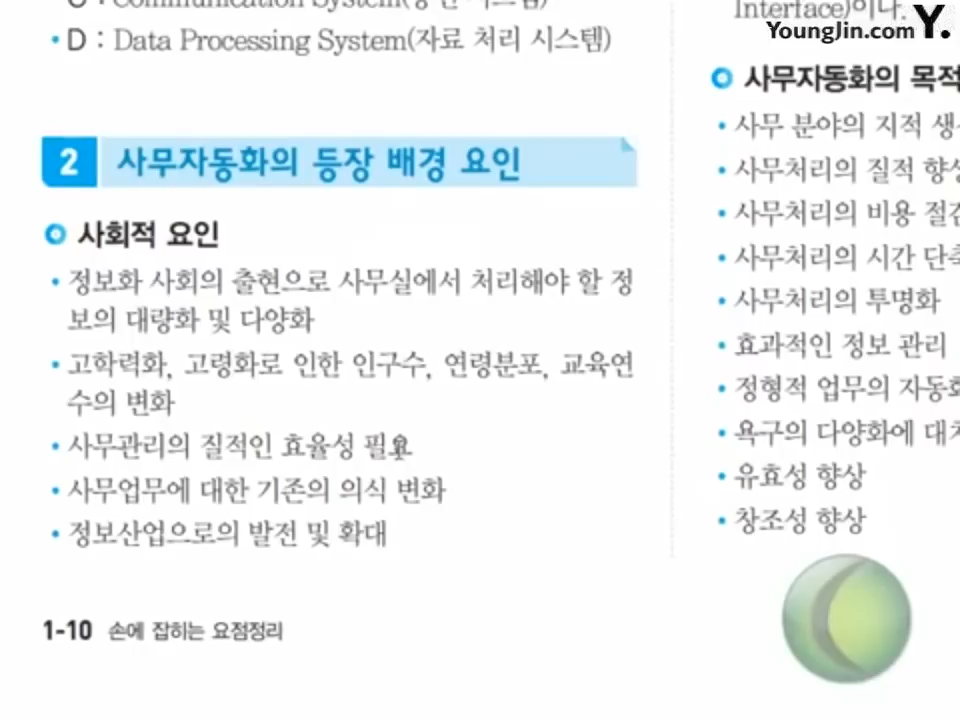 C : Communication System(통신 시스템)
• D : Data Processing System(자료 처리 시스템)
2 사무자동화의 등장 배경 요인
사회적 요인
• 정보화 사회의 출현으로 사무실에서 처리해야 할 정
보의 대량화 및 다양화
• 고학력화, 고령화로 인한 인구수, 연령분포, 교육연
수의 변화
• 사무관리의 질적인 효율성 필요
• 사무업무에 대한 기존의 의식 변화
• 정보산업으로의 발전 및 확대
1-10 손에 잡히는 요점정리
Interface)이다.
YoungJin.com Y.
사무자동화의 목적
• 사무 분야의 지적
• 사무처리의 질적
• 사무처리의 비용
• 사무처리의 시간
• 사무처리의 투명화
• 효과적인 정보 관리
• 정형적 업무의
• 욕구의 다양화에
• 유효성 향상
• 창조성 향상